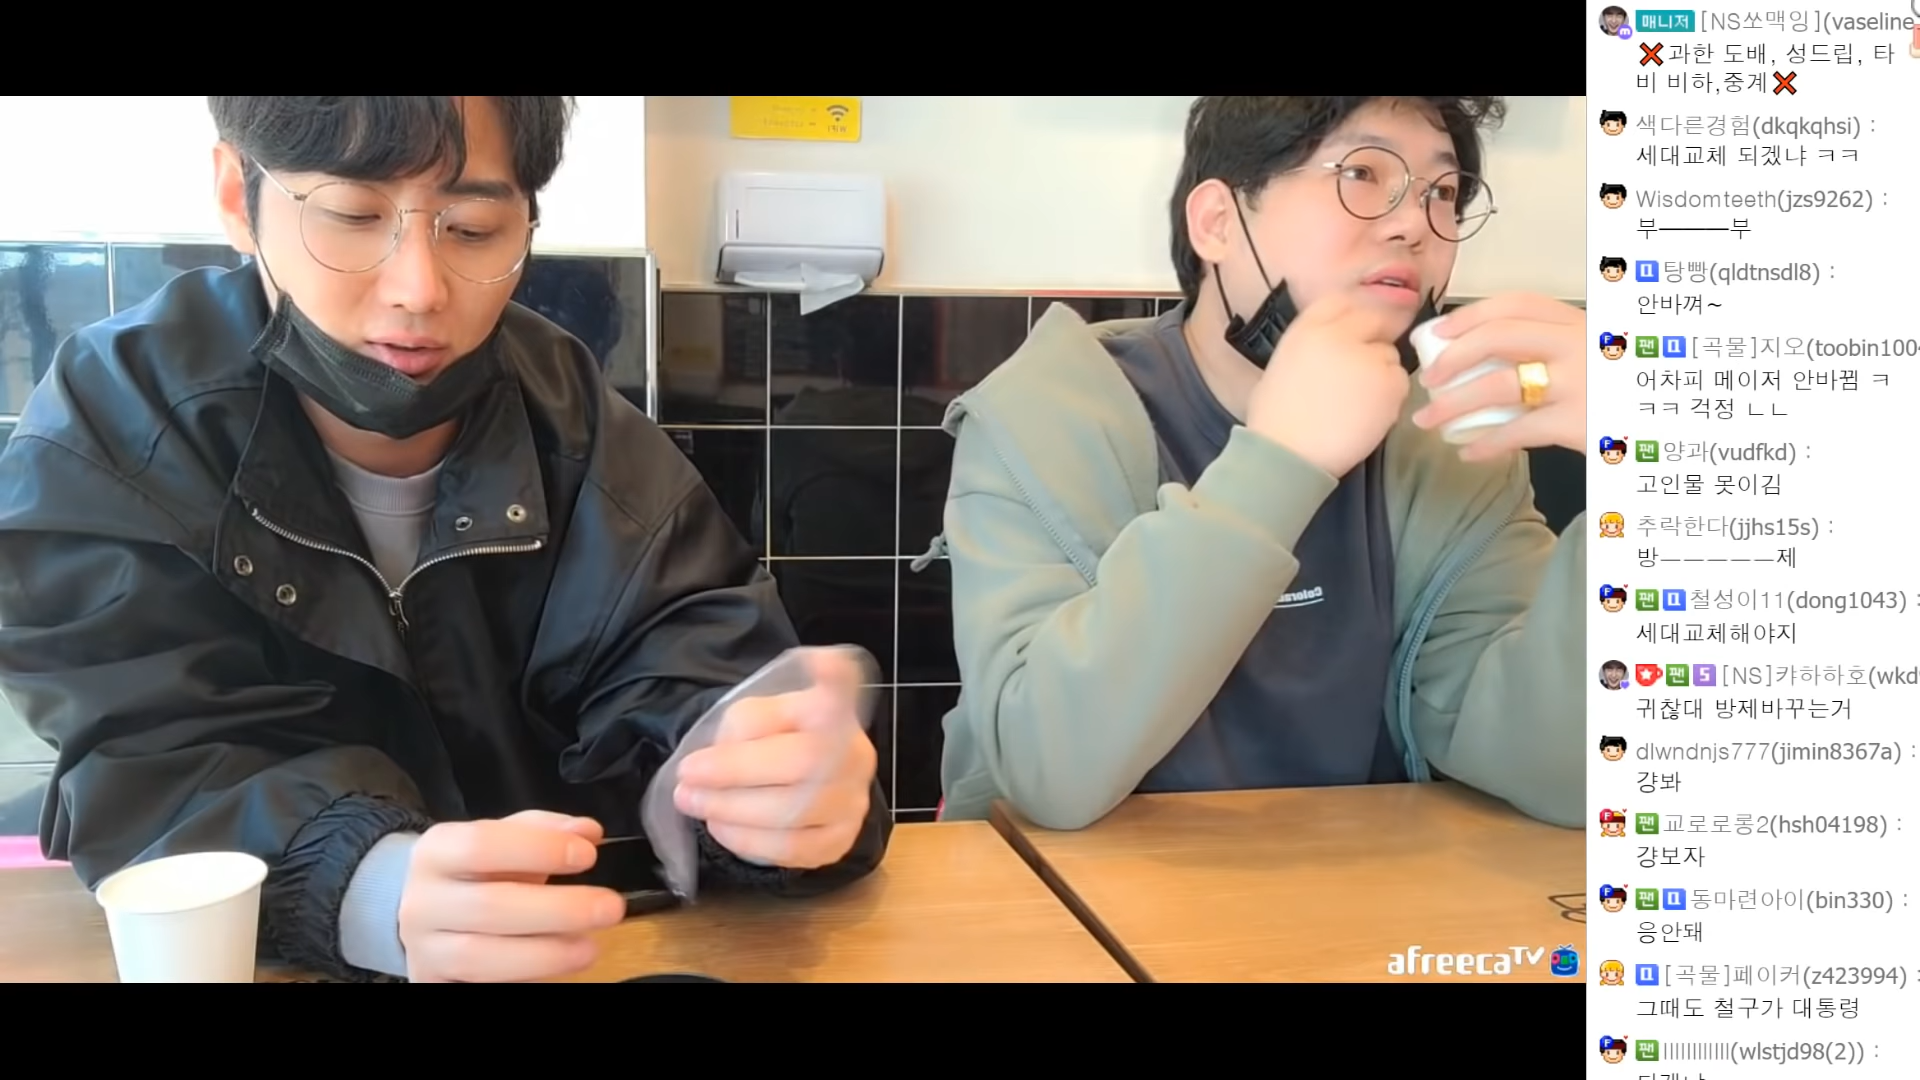 afreecaTV
매니저 [NS쏘맥잉](vaseline
❌과한 도배, 성드립, 타
비 비하,중계❌
색다른경험(dkqkqhsi) :
세대교체 되겠냐 ㅋㅋ
Wisdomteeth(jzs9262) :
부━━━부
탕빵(qldtnsdl8) :
안바껴~
팬 [곡물]지오(toobin100
어차피 메이저 안바뀜 ㅋ
ㅋㅋ 걱정 ㄴㄴ
팬 양과(vudfkd) :
고인물 못이김
추락한다(jjhs15s) :
방ㅡㅡㅡㅡㅡ제
팬 철성이11(dong1043) :
세대교체해야지
팬 S [NS]캬하하호(wkd
귀찮대 방제바꾸는거
dlwndnjs777(jimin8367a) :
걍봐
팬 교로로롱2(hsh04198) :
걍보자
팬 동마련아이(bin330) :
응안돼
[곡물]페이커(z423994) :
그때도 철구가 대통령
팬 llllllllllll(wlstjd98(2)) :